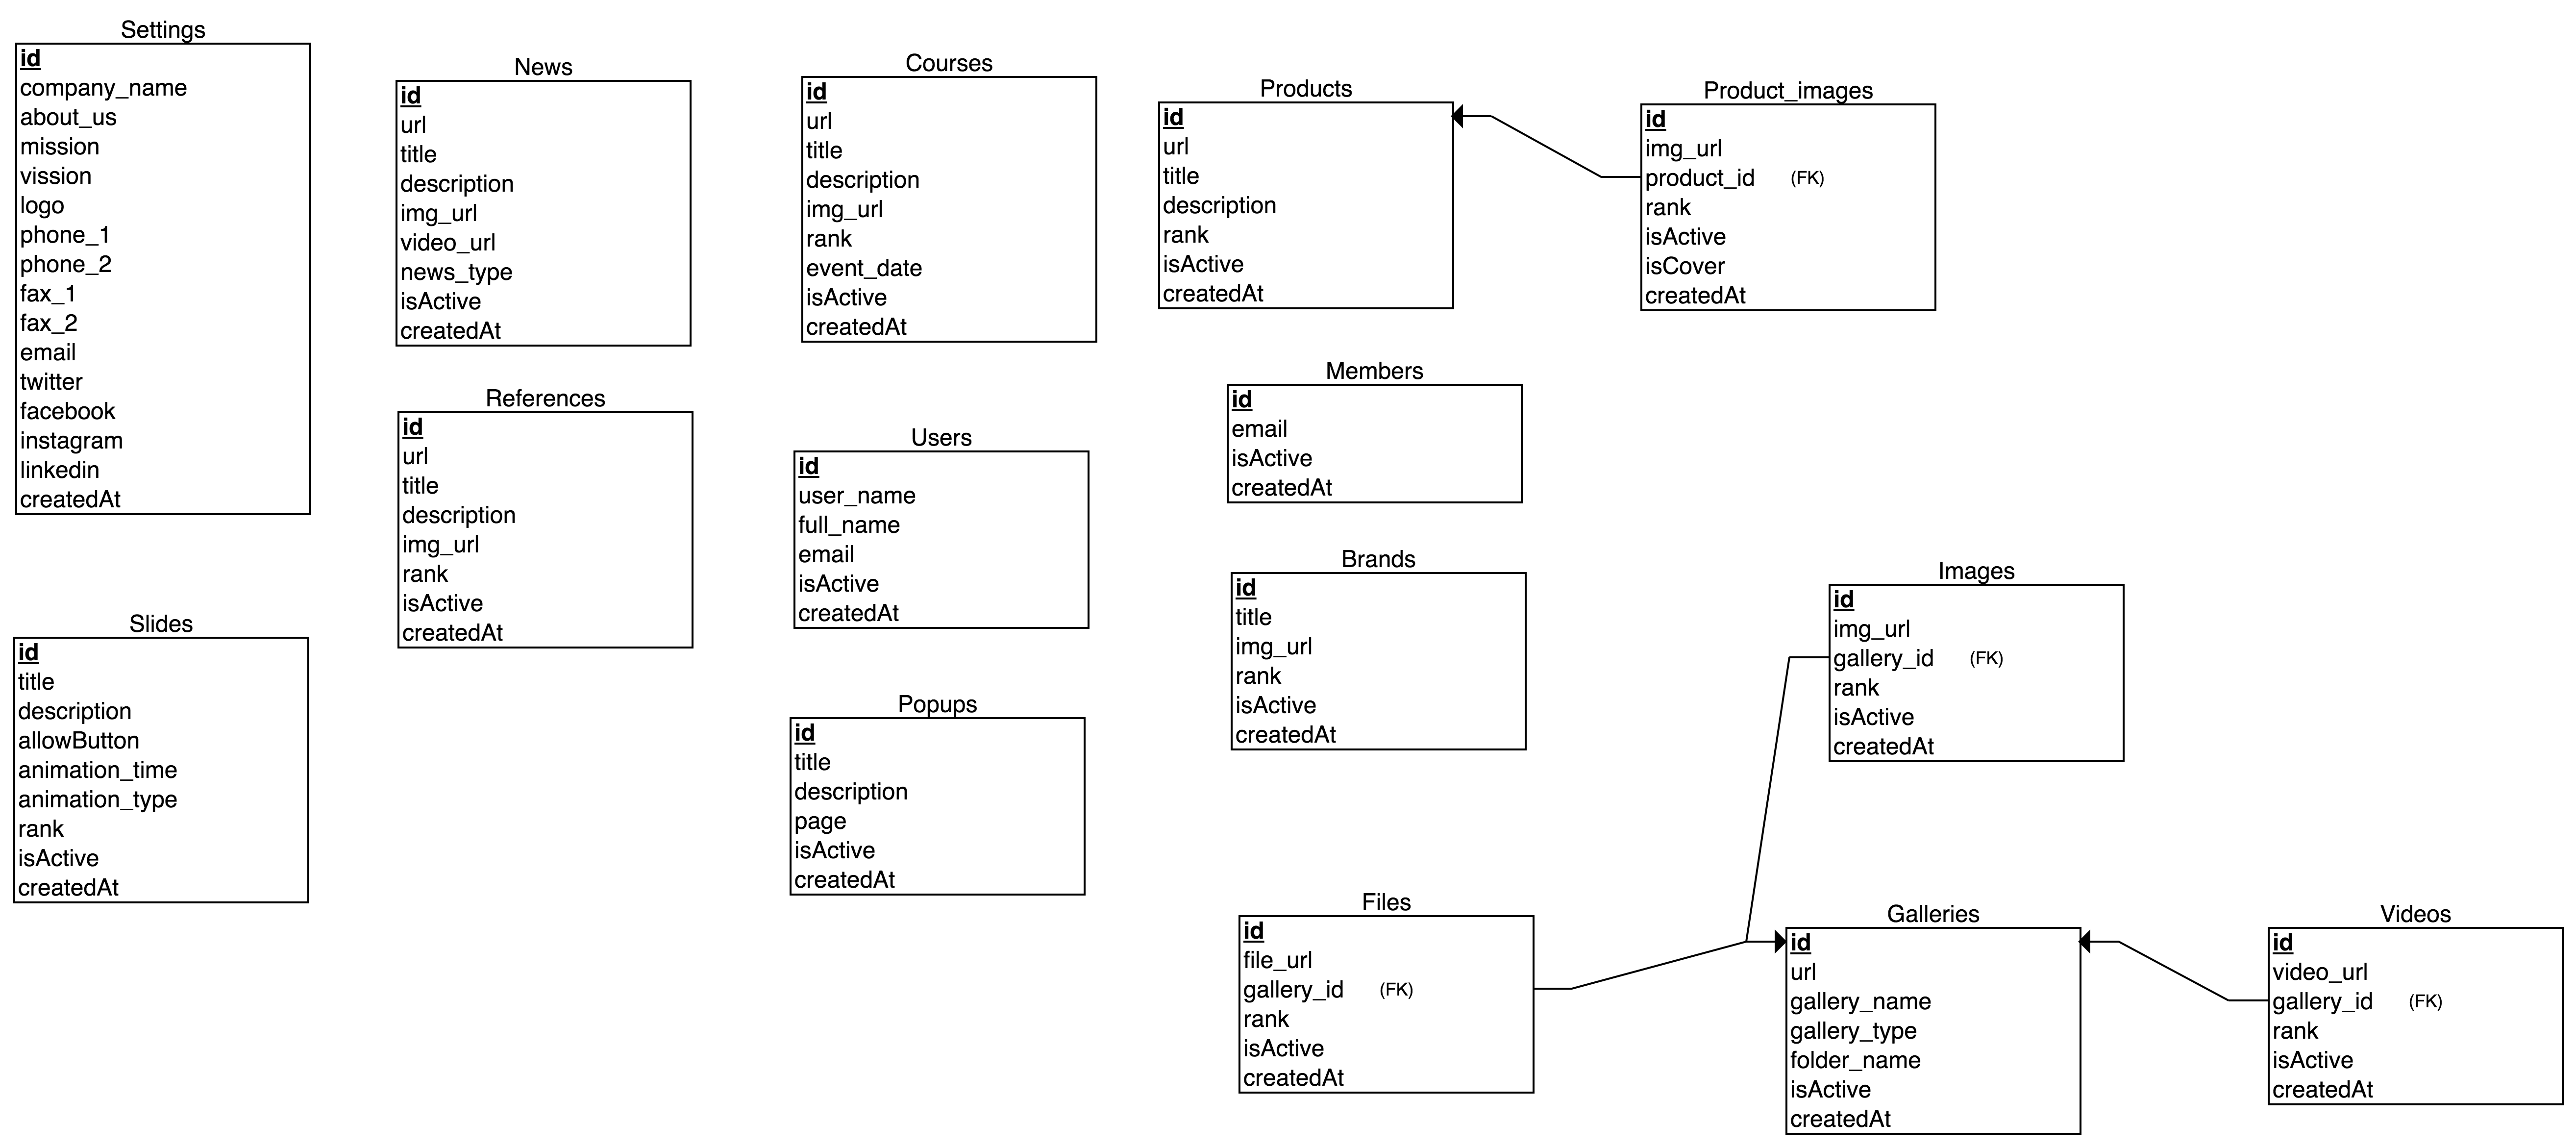 Settings
id
company_name
about_us
mission
vission
logo
phone_1
phone_2
fax_1
fax_2
email
twitter
facebook
instagram
linkedin
createdAt
News
id
url
title
description
img_url
video_url
news_type
isActive
createdAt
Courses
id
url
title
description
img_url
rank
event_date
isActive
createdAt
Products
id
url
title
description
rank
isActive
createdAt
Product_images
id
img_url
product_id (FK)
rank
isActive
isCover
createdAt
References
id
url
title
description
img_url
rank
isActive
createdAt
Users
id
user_name
full_name
email
isActive
createdAt
Members
id
email
isActive
createdAt
Brands
id
title
img_url
rank
isActive
createdAt
Images
id
img_url
gallery_id (FK)
rank
isActive
createdAt
Slides
id
title
description
allowButton
animation_time
animation_type
rank
isActive
createdAt
Popups
id
title
description
page
isActive
createdAt
Files
id
file_url
gallery_id (FK)
rank
isActive
createdAt
Galleries
id
url
gallery_name
gallery_type
folder_name
isActive
createdAt
Videos
id
video_url
gallery_id (FK)
rank
isActive
createdAt